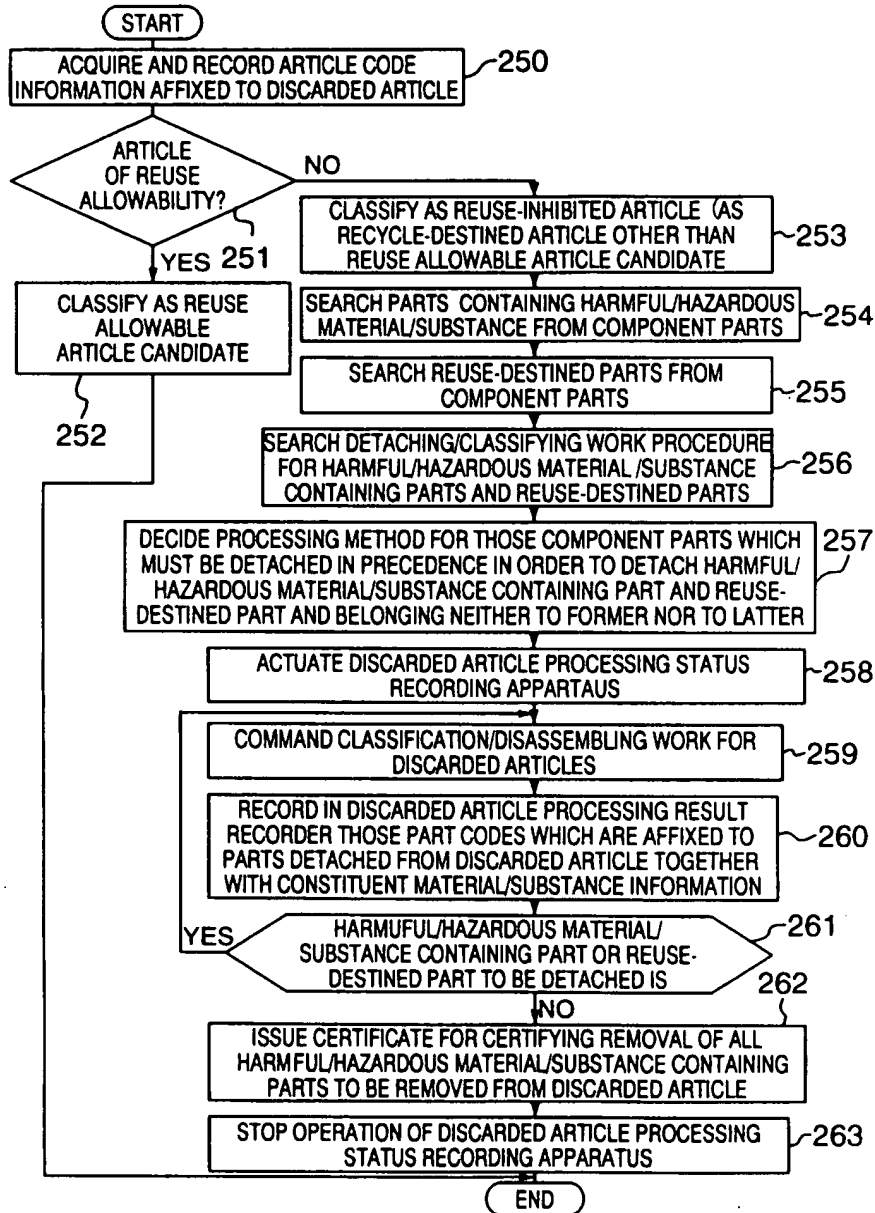 START
ACQUIRE AND RECORD ARTICLE CODE
INFORMATION AFFIXED TO DISCARDED ARTICLE
250
ARTICLE
OF REUSE
ALLOWABILITY?
NO
251
YES
CLASSIFY AS REUSE
ALLOWABLE
ARTICLE CANDIDATE
252
CLASSIFY AS REUSE-INHIBITED ARTICLE (AS
RECYCLE-DESTINED ARTICLE OTHER THAN
REUSE ALLOWABLE ARTICLE CANDIDATE
253
SEARCH PARTS CONTAINING HARMFUL/HAZARDOUS
MATERIAL/SUBSTANCE FROM COMPONENT PARTS
254
SEARCH REUSE-DESTINED PARTS FROM
COMPONENT PARTS
255
SEARCH DETACHING/CLASSIFYING WORK PROCEDURE
FOR HARMFUL/HAZARDOUS MATERIAL /SUBSTANCE
CONTAINING PARTS AND REUSE-DESTINED PARTS
256
DECIDE PROCESSING METHOD FOR THOSE COMPONENT PARTS WHICH
MUST BE DETACHED IN PRECEDENCE IN ORDER TO DETACH HARMFUL/
HAZARDOUS MATERIAL/SUBSTANCE CONTAINING PART AND REUSE-
DESTINED PART AND BELONGING NEITHER TO FORMER NOR TO LATTER
257
ACTUATE DISCARDED ARTICLE PROCESSING STATUS
RECORDING APPARTAUS
258
COMMAND CLASSIFICATION/DISASSEMBLING WORK FOR
DISCARDED ARTICLES
259
RECORD IN DISCARDED ARTICLE PROCESSING RESULT
RECORDER THOSE PART CODES WHICH ARE AFFIXED TO
PARTS DETACHED FROM DISCARDED ARTICLE TOGETHER
WITH CONSTITUENT MATERIAL/SUBSTANCE INFORMATION
260
YES
HARMUFUL/HAZARDOUS MATERIAL/
SUBSTANCE CONTAINING PART OR REUSE-
DESTINED PART TO BE DETACHED IS
261
NO
262
ISSUE CERTIFICATE FOR CERTIFYING REMOVAL OF ALL
HARMFUL/HAZARDOUS MATERIAL/SUBSTANCE CONTAINING
PARTS TO BE REMOVED FROM DISCARDED ARTICLE
STOP OPERATION OF DISCARDED ARTICLE PROCESSING
STATUS RECORDING APPARATUS
263
END